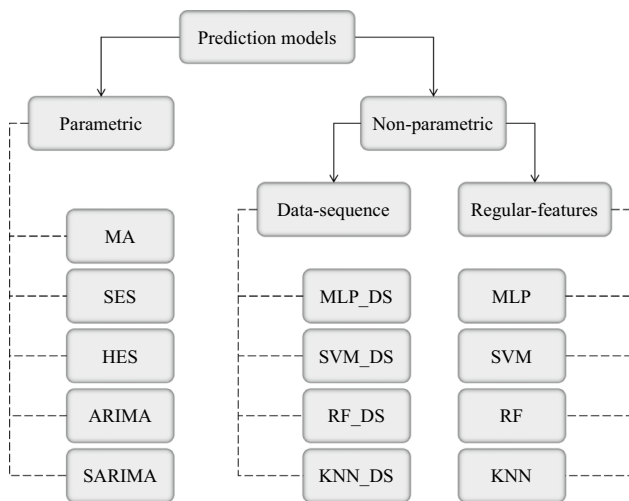 Prediction models
Parametric
Non-parametric
Data-sequence
Regular-features
MA
SES
HES
ARIMA
SARIMA
MLP_DS
SVM_DS
RF_DS
KNN_DS
MLP
SVM
RF
KNN